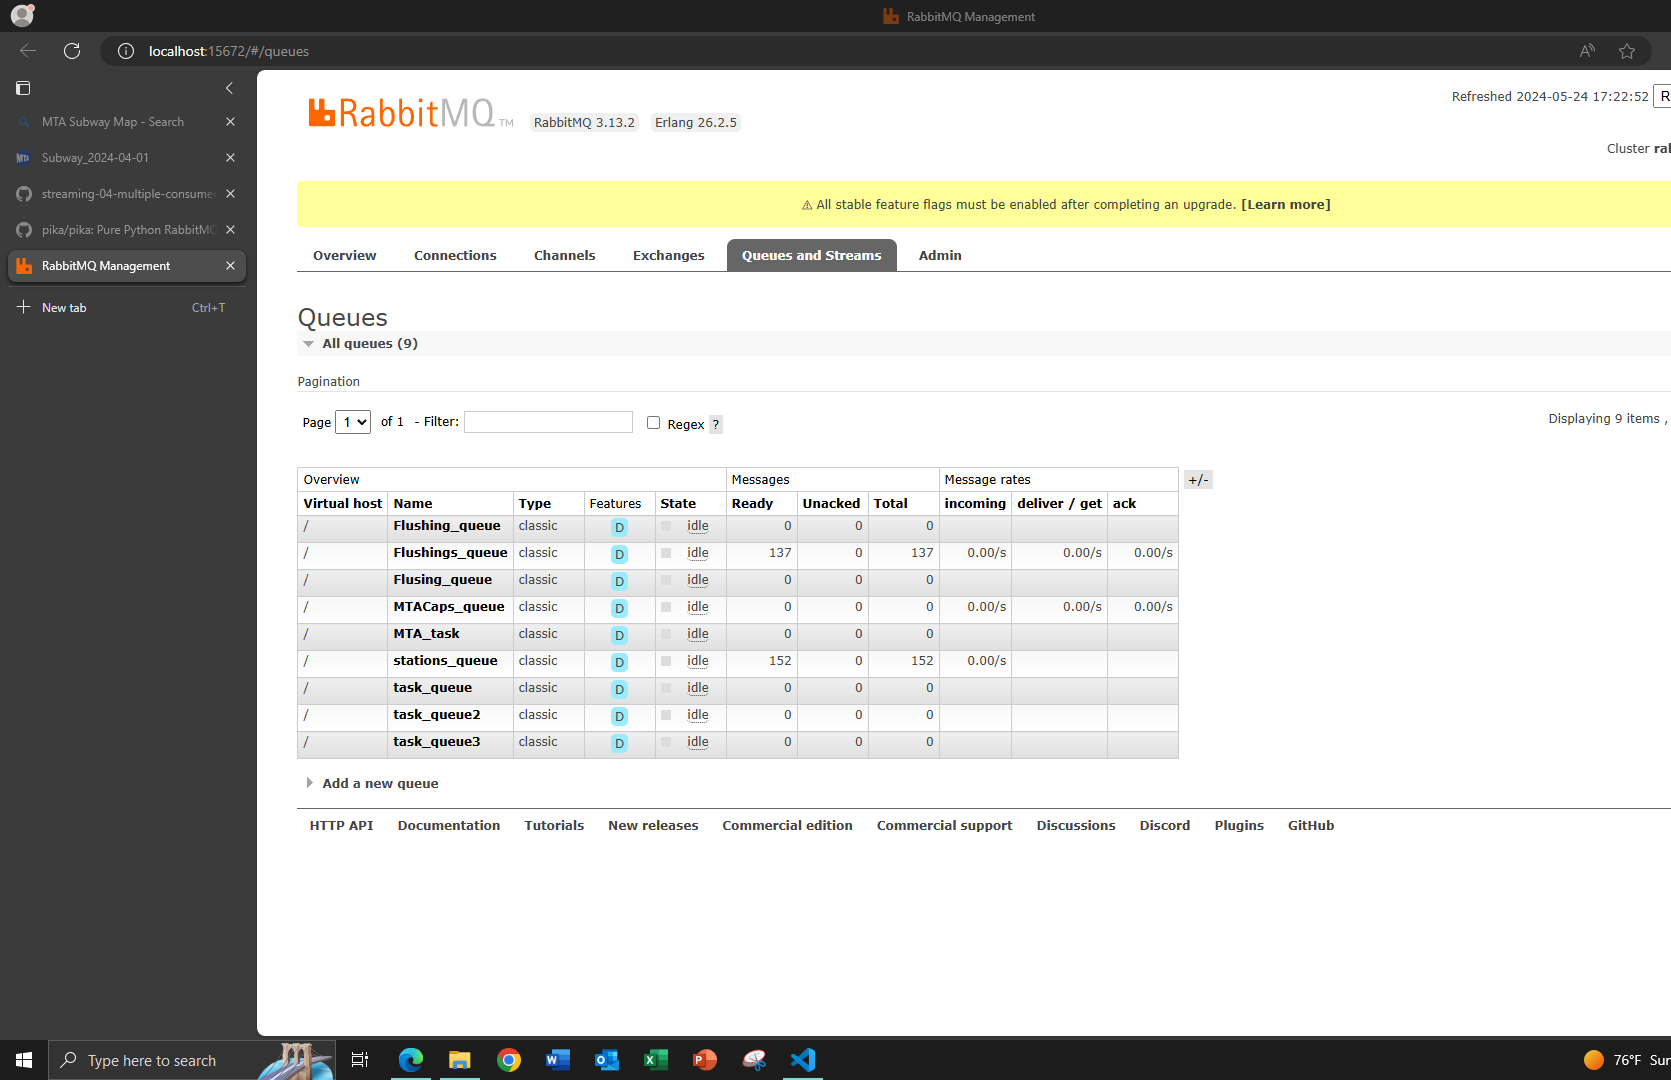 RabbitMQ Management
localhost:15672/#/queues
MTA Subway Map - Search
Subway_2024-04-01
streaming-04-multiple-consume
pika/pika: Pure Python RabbitMQ
RabbitMQ Management
New tab Ctrl+T
RabbitMQ TM RabbitMQ 3.13.2 Erlang 26.2.5
Refreshed 2024-05-24 17:22:52 R
Cluster
⚠ All stable feature flags must be enabled after completing an upgrade. [Learn more]
Overview Connections Channels Exchanges Queues and Streams Admin
Queues
All queues (9)
Pagination
Page 1 of 1 - Filter: Regex ?
Displaying 9 items ,
Overview Messages Message rates +/-
Virtual host Name Type Features State Ready Unacked Total incoming deliver / get ack
/ Flushing_queue classic D idle 0 0 0
/ Flushings_queue classic D idle 137 0 137 0.00/s 0.00/s 0.00/s
/ Flusing_queue classic D idle 0 0 0
/ MTACaps_queue classic D idle 0 0 0 0.00/s 0.00/s 0.00/s
/ MTA_task classic D idle 0 0 0
/ stations_queue classic D idle 152 0 152 0.00/s
/ task_queue classic D idle 0 0 0
/ task_queue2 classic D idle 0 0 0
/ task_queue3 classic D idle 0 0 0
Add a new queue
HTTP API Documentation Tutorials New releases Commercial edition Commercial support Discussions Discord Plugins GitHub
Type here to search
76°F